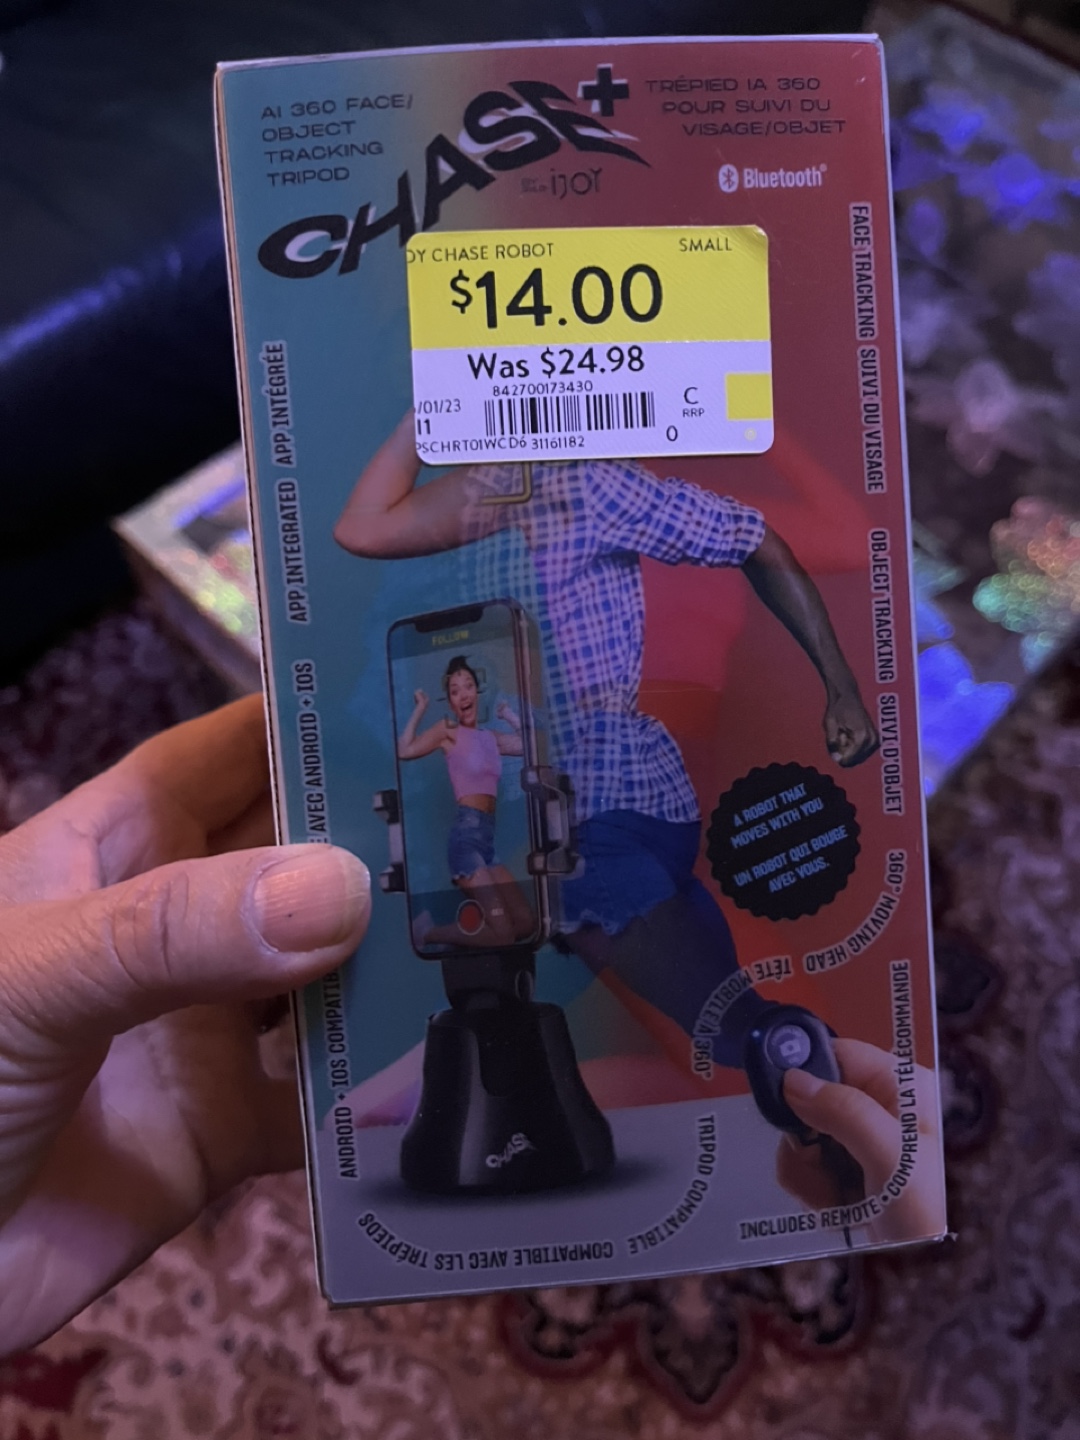 AI 360 FACE/
OBJECT
TRACKING
TRIPOD
CHASE+
iJOY
TRÉPIED IA 360
POUR SUIVI DU
VISAGE/OBJET
Bluetooth®
OY CHASE ROBOT
SMALL
$14.00
Was $24.98
842700173430
/01/23
C
RRP
0
PSCHRT01WCD6 31161182
APP INTEGRATED APP INTÉGRÉE
ANDROID + IOS COMPATIB
AVEC ANDROID + IOS
FACE TRACKING SUIVI DU VISAGE
OBJECT TRACKING SUIVI D'OBJET
FOLLOW
A ROBOT THAT
MOVES WITH YOU
UN ROBOT QUI BOUGE
AVEC VOUS.
360° MOVING HEAD TÊTE MOBILE À 360°
CHASE
TRIPOD COMPATIBLE COMPATIBLE AVEC LES TRÉPIEDS
INCLUDES REMOTE • COMPREND LA TÉLÉCOMMANDE